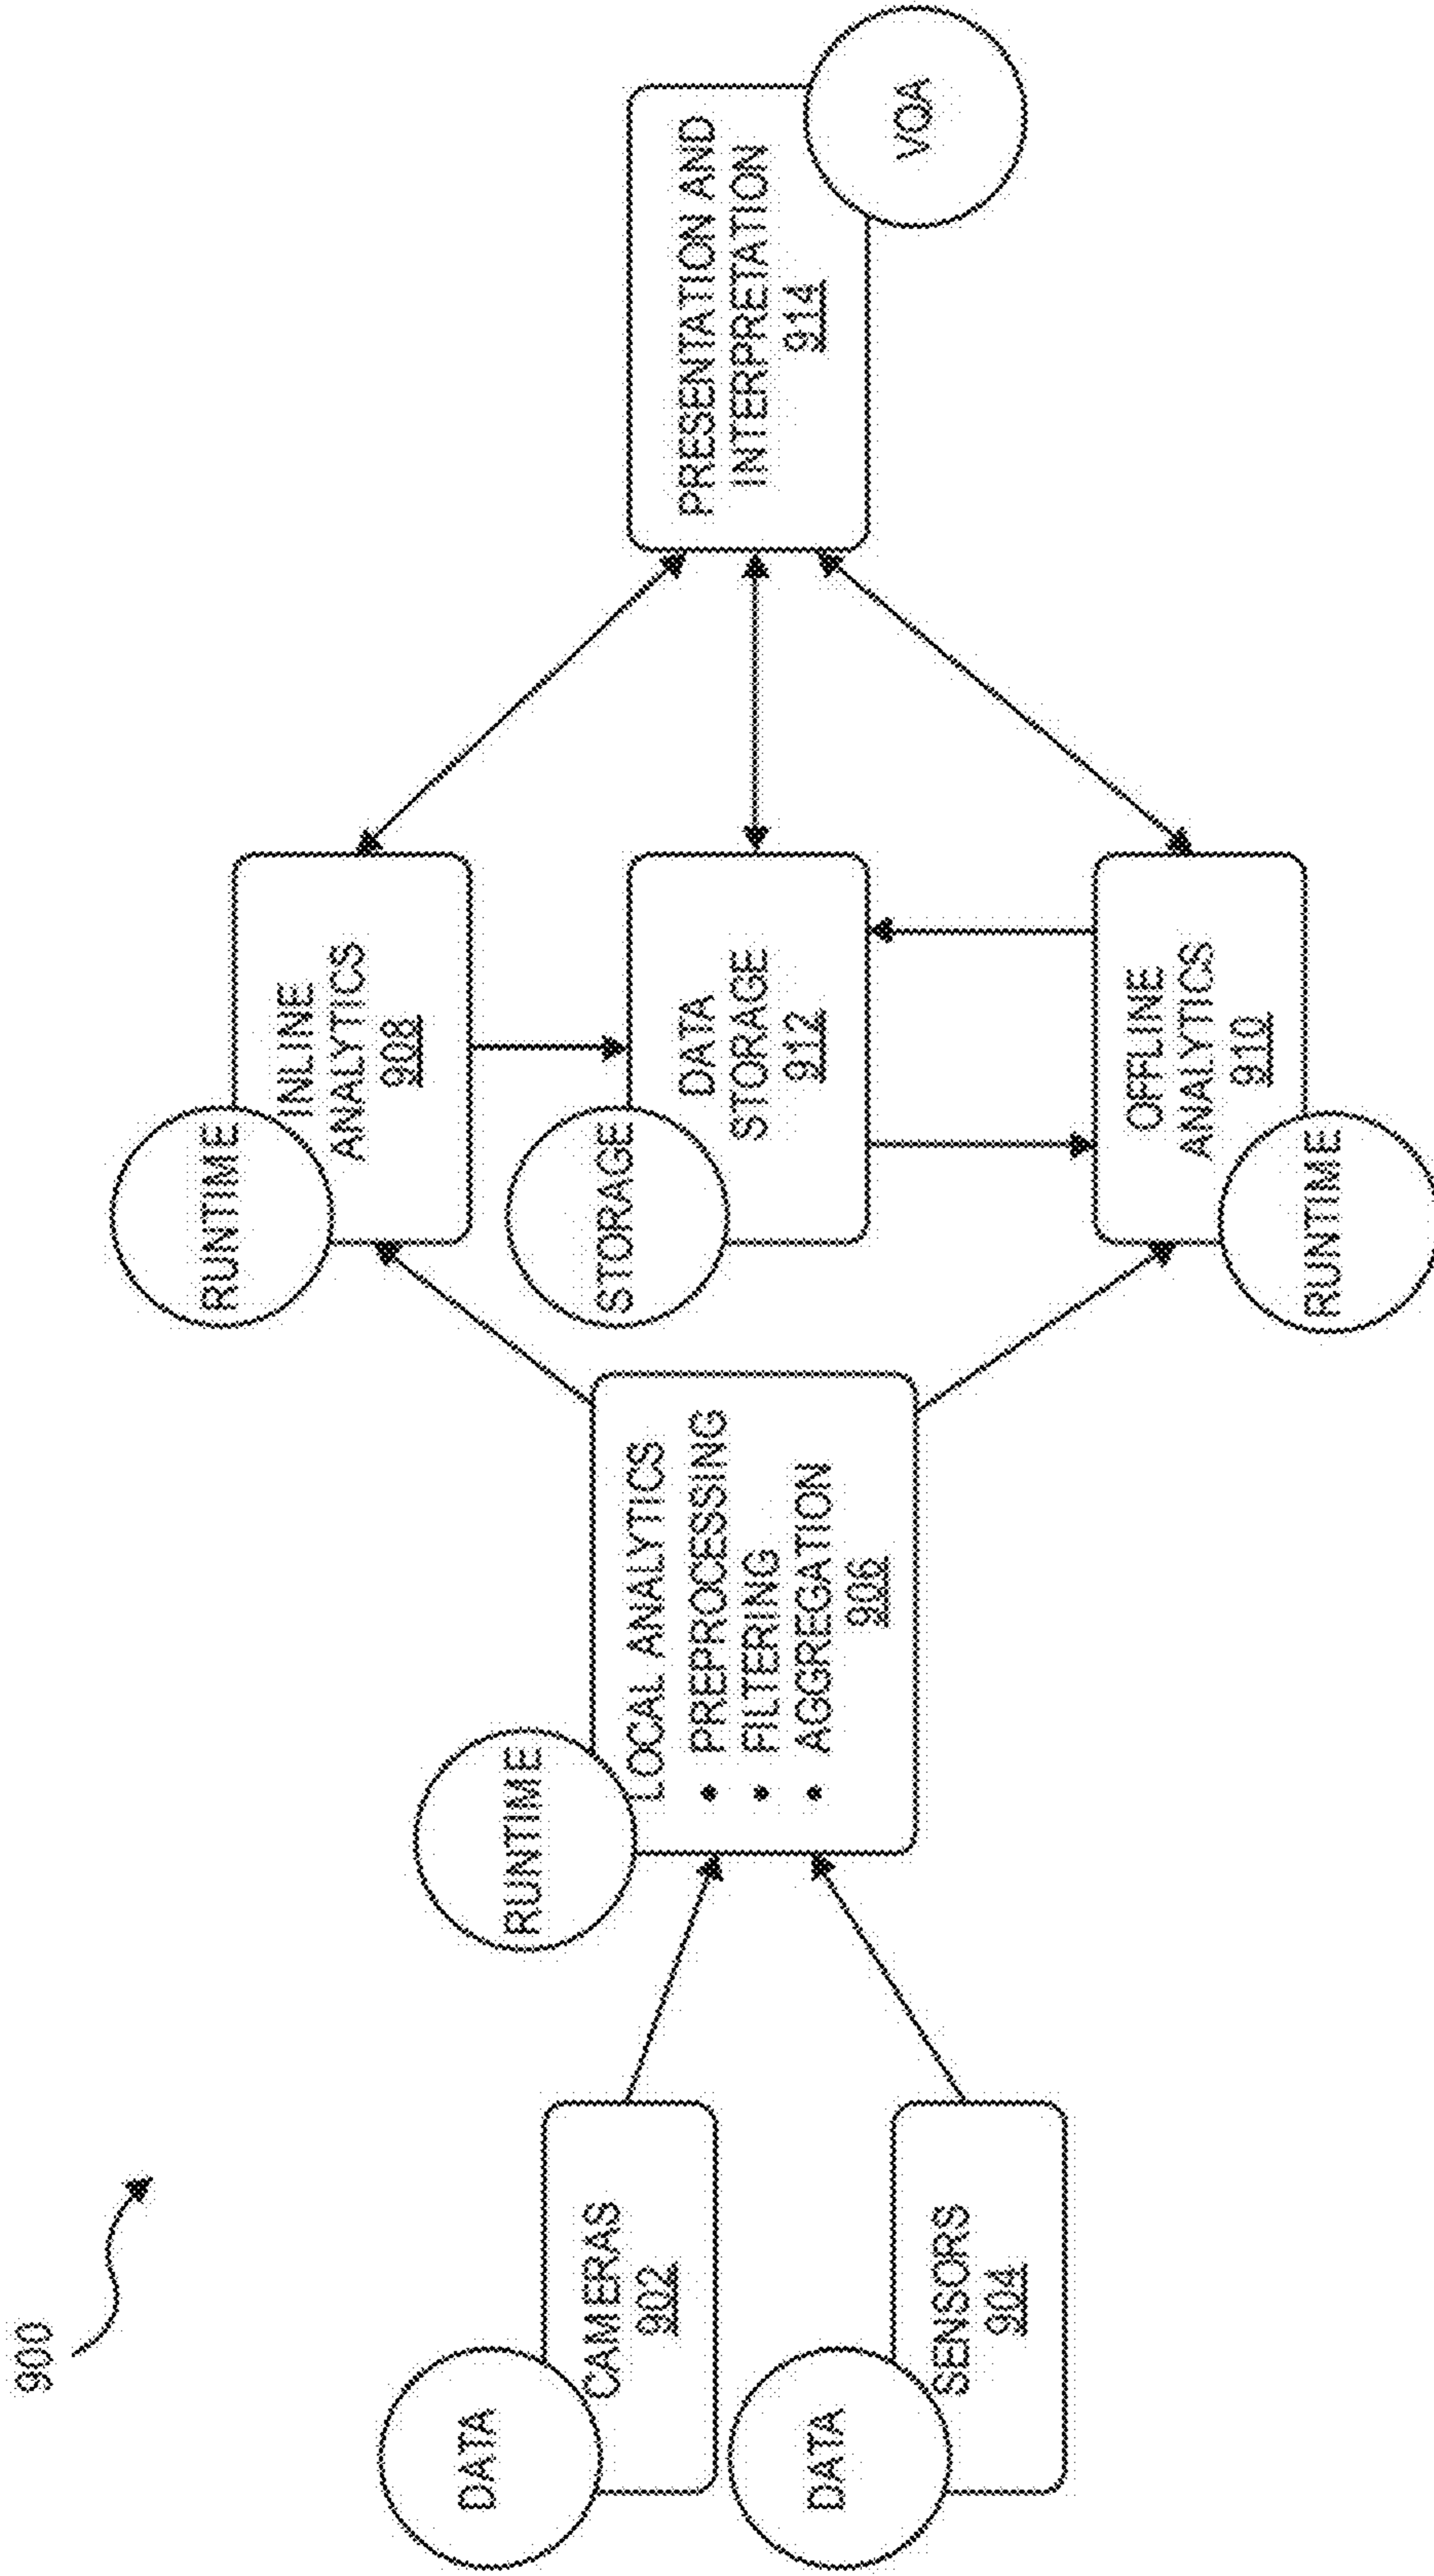 900
DATA
CAMERAS
902
DATA
SENSORS
904
RUNTIME
LOCAL ANALYTICS
• PREPROCESSING
• FILTERING
• AGGREGATION
906
RUNTIME
INLINE
ANALYTICS
908
STORAGE
DATA
STORAGE
912
OFFLINE
ANALYTICS
910
RUNTIME
PRESENTATION AND
INTERPRETATION
914
VQA